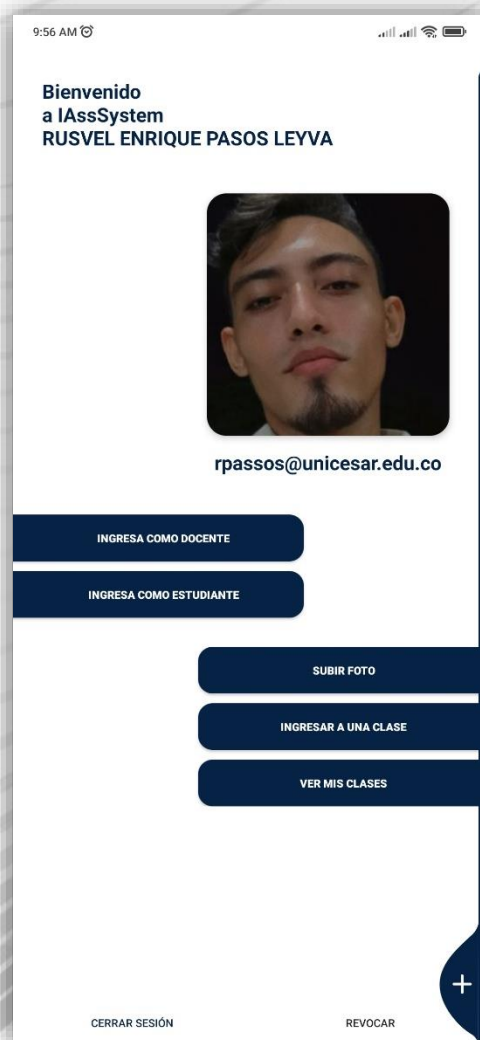 9:56 AM
Bienvenido
a IAssSystem
RUSVEL ENRIQUE PASOS LEYVA
rpassos@unicesar.edu.co
INGRESA COMO DOCENTE
INGRESA COMO ESTUDIANTE
SUBIR FOTO
INGRESAR A UNA CLASE
VER MIS CLASES
+
CERRAR SESIÓN
REVOCAR